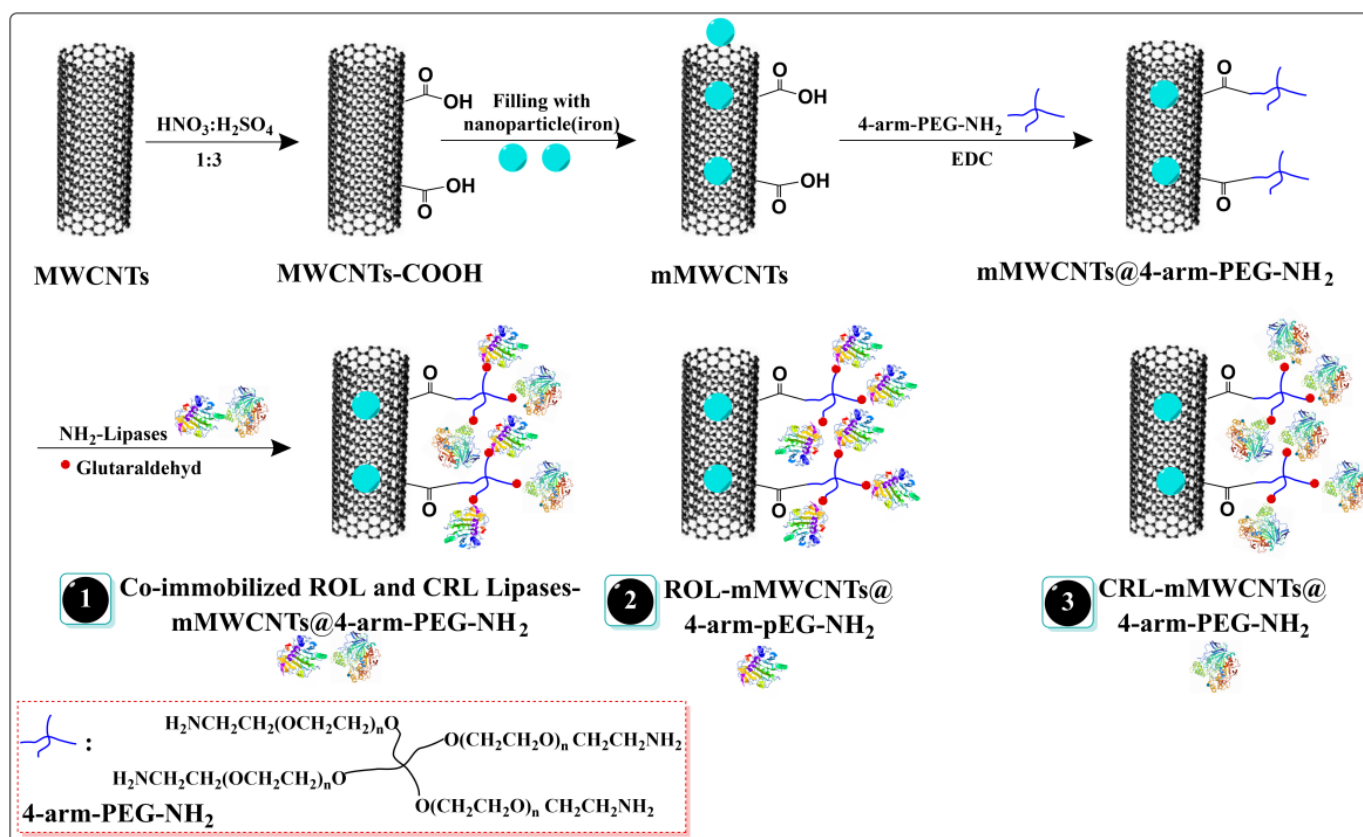 HNO₃:H₂SO₄
1:3
Filling with
nanoparticle(iron)
4-arm-PEG-NH₂
EDC
O
OH
O
OH
O
OH
O
OH
O
O
MWCNTs
MWCNTs-COOH
mMWCNTs
mMWCNTs@4-arm-PEG-NH₂
NH₂-Lipases
Glutaraldehyd
O
O
O
O
O
O
1 Co-immobilized ROL and CRL Lipases-
mMWCNTs@4-arm-PEG-NH₂
2 ROL-mMWCNTs@
4-arm-pEG-NH₂
3 CRL-mMWCNTs@
4-arm-PEG-NH₂
:
H₂NCH₂CH₂(OCH₂CH₂)ₙO
O(CH₂CH₂O)ₙ CH₂CH₂NH₂
H₂NCH₂CH₂(OCH₂CH₂)ₙO
O(CH₂CH₂O)ₙ CH₂CH₂NH₂
4-arm-PEG-NH₂